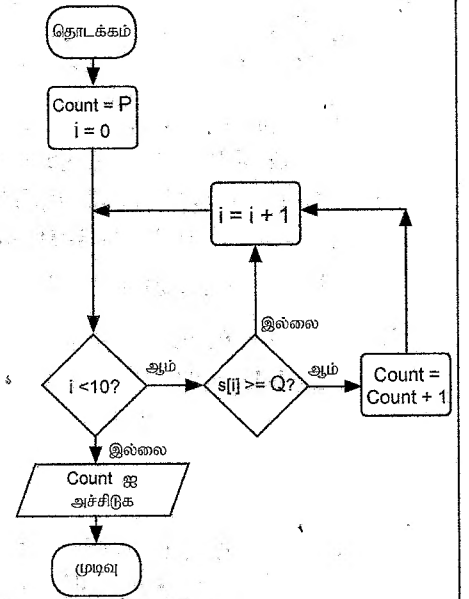 தொடக்கம்
Count = P
i = 0
i = i + 1
இல்லை
ஆம்
ஆம்
i <10?
s[i] >= Q?
Count =
Count + 1
இல்லை
Count ஐ
அச்சிடுக
முடிவு